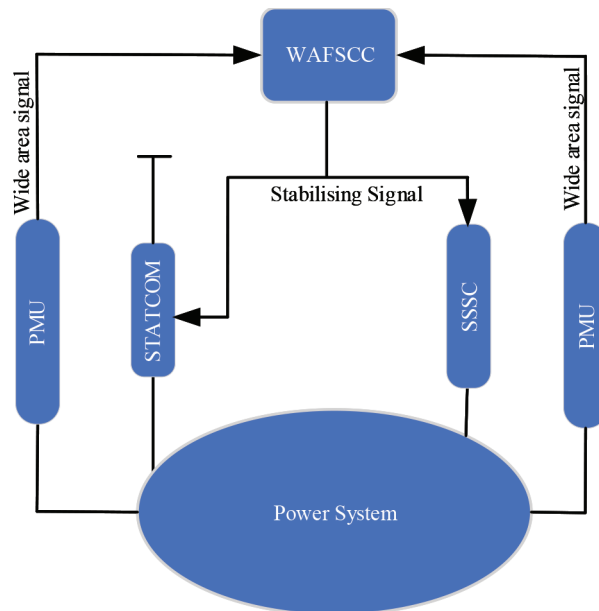 WAFSCC
Wide area signal
Wide area signal
Stabilising Signal
PMU
STATCOM
SSSC
PMU
Power System